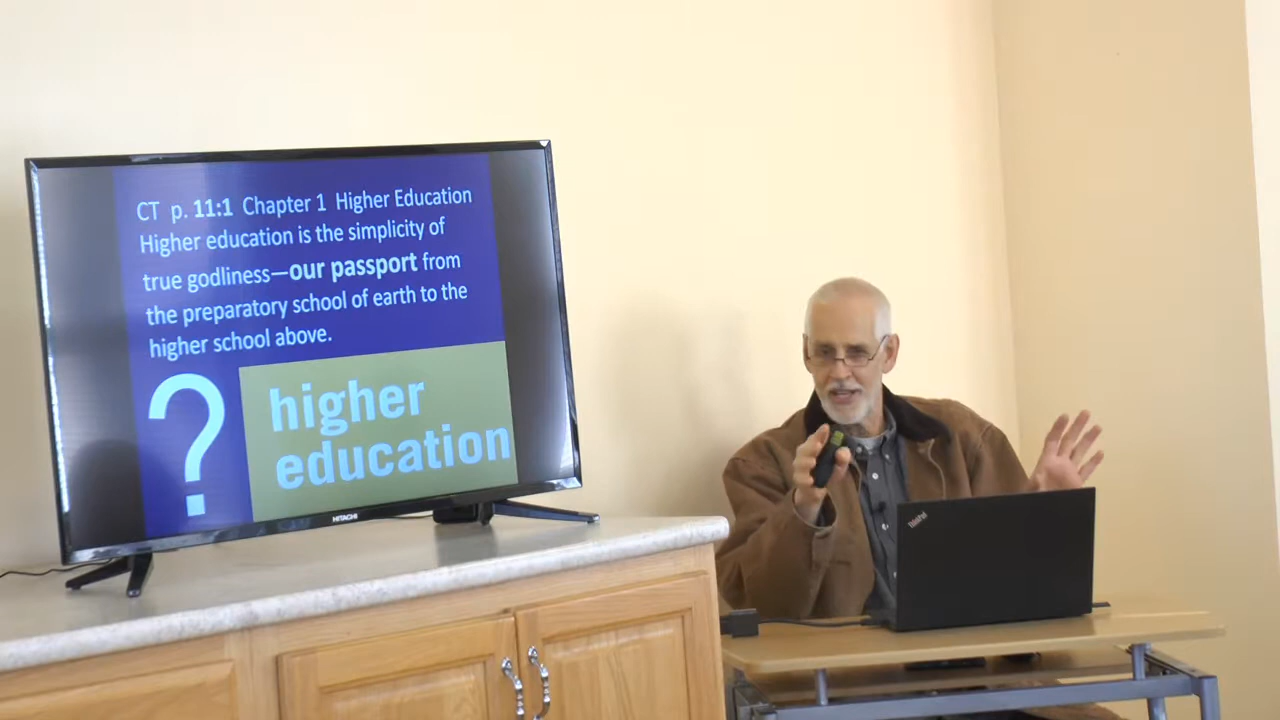 CT p. 11:1 Chapter 1 Higher Education
Higher education is the simplicity of
true godliness—our passport from
the preparatory school of earth to the
higher school above.
?
higher
education
HITACHI
ThinkPad